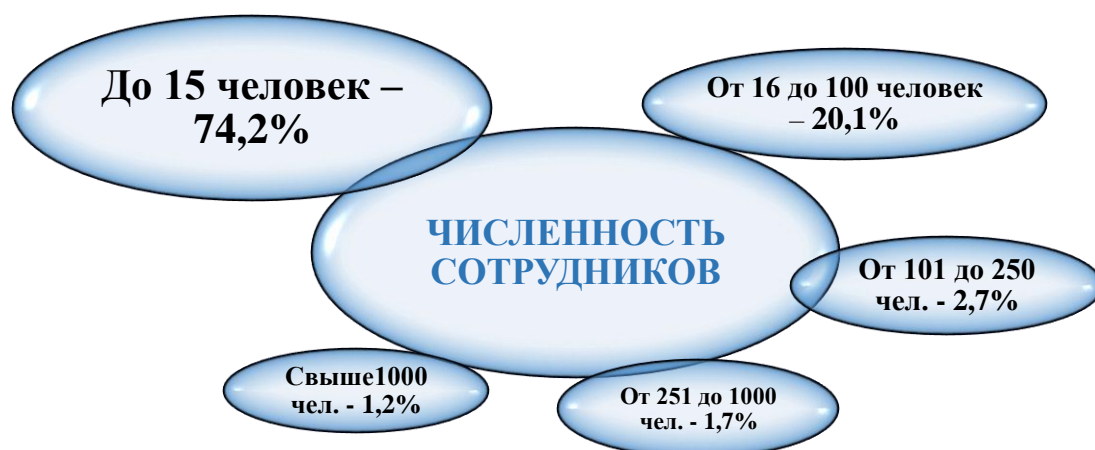 До 15 человек –
74,2%
От 16 до 100 человек
– 20,1%
ЧИСЛЕННОСТЬ
СОТРУДНИКОВ
От 101 до 250
чел. - 2,7%
Свыше1000
чел. - 1,2%
От 251 до 1000
чел. - 1,7%